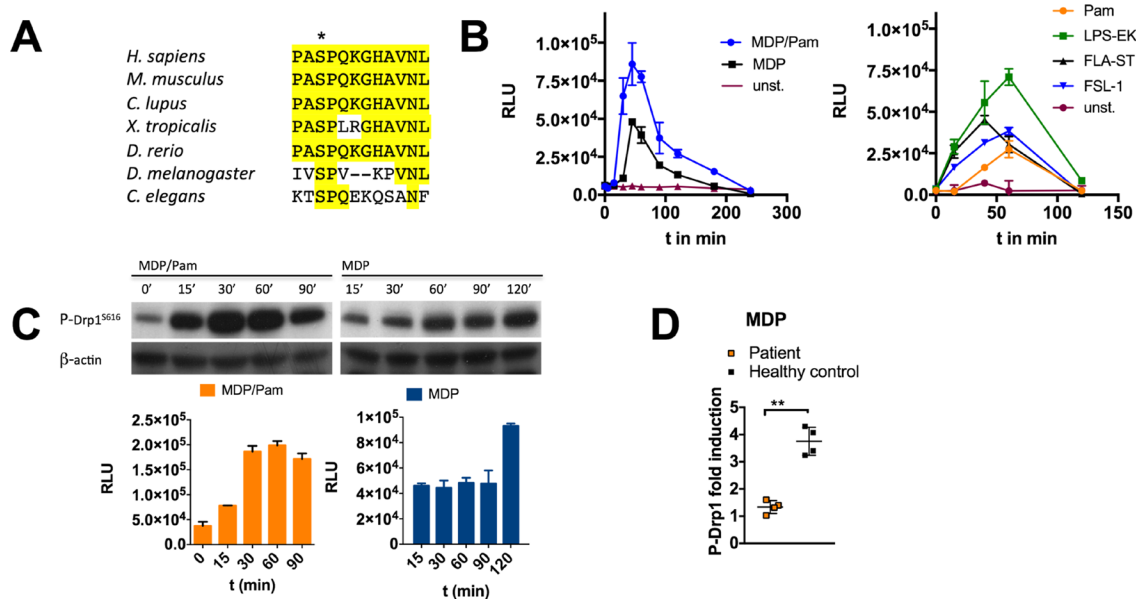 A
*
H. sapiens PASPQKGHAVNL
M. musculus PASPQKGHAVNL
C. lupus PASPQKGHAVNL
X. tropicalis PASPLRGHAVNL
D. rerio PASPQKGHAVNL
D. melanogaster IVSPV--KPVNL
C. elegans KTSPQEKQSANF
B
RLU
1.0×10⁵
7.5×10⁴
5.0×10⁴
2.5×10⁴
0.0
0 100 200 300
t in min
MDP/Pam
MDP
unst.
RLU
1.0×10⁵
7.5×10⁴
5.0×10⁴
2.5×10⁴
0.0
0 40 80 120
t in min
Pam
LPS-EK
FLA-ST
FSL-1
unst.
C
MDP/Pam MDP
0′ 15′ 30′ 60′ 90′ 15′ 30′ 60′ 90′ 120′
P-Drp1ˢ⁶¹⁶
β-actin
MDP/Pam
RLU
2.5×10⁵
2.0×10⁵
1.5×10⁵
1.0×10⁵
5.0×10⁴
0.0
0 15 30 60 90
t (min)
MDP
RLU
1×10⁵
8×10⁴
6×10⁴
4×10⁴
2×10⁴
0
15 30 60 90 120
t (min)
D
MDP
Patient
Healthy control
P-Drp1 fold induction
5
4
3
2
1
0
**